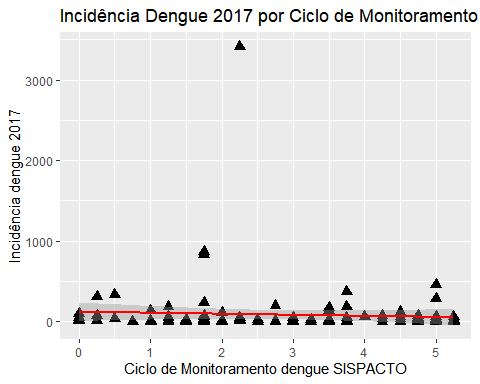 Incidência Dengue 2017 por Ciclo de Monitoramento
Incidência dengue 2017
3000
2000
1000
0
0 1 2 3 4 5
Ciclo de Monitoramento dengue SISPACTO